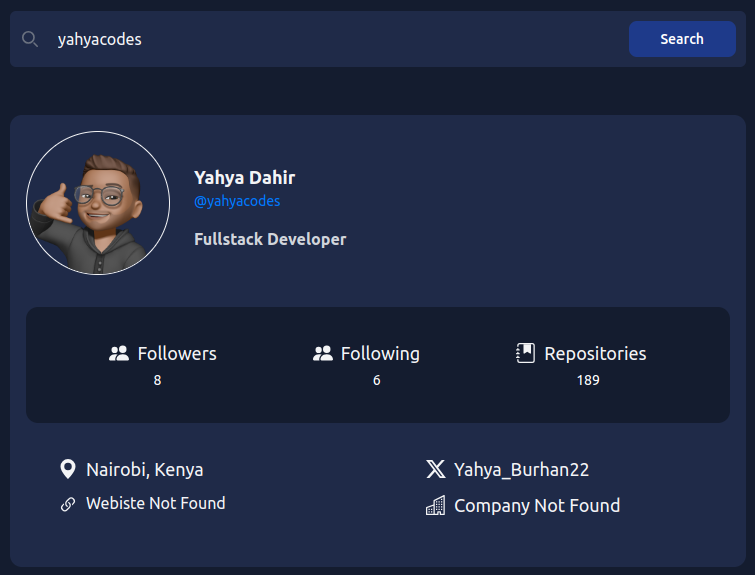 yahyacodes
Search
Yahya Dahir
@yahyacodes
Fullstack Developer
Followers
8
Following
6
Repositories
189
Nairobi, Kenya
Yahya_Burhan22
Webiste Not Found
Company Not Found